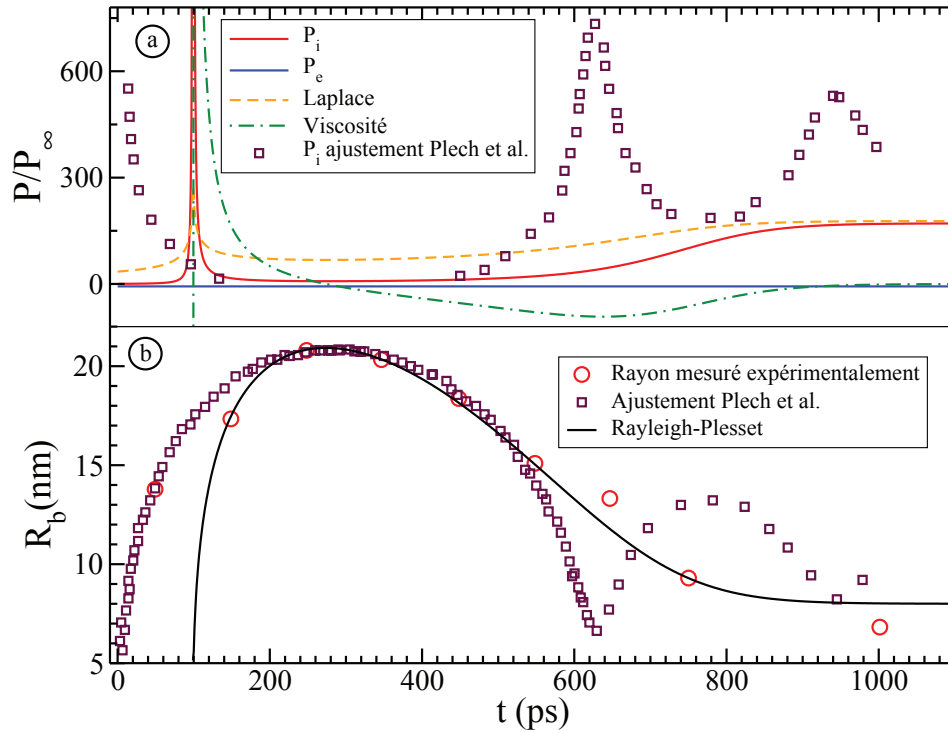 a
P_i
P_e
Laplace
Viscosité
P_i ajustement Plech et al.
600
300
0
P/P_∞
b
Rayon mesuré expérimentalement
Ajustement Plech et al.
Rayleigh-Plesset
20
15
10
5
R_b(nm)
0 200 400 600 800 1000
t (ps)